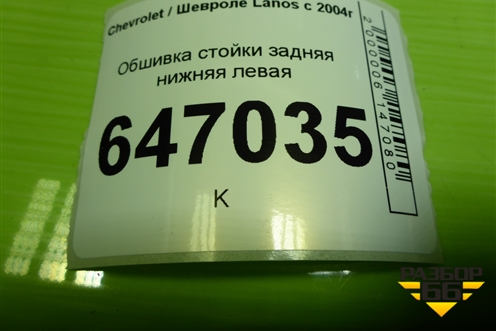 Chevrolet / Шевроле Lanos с 2004г
Обшивка стойки задняя
нижняя левая
647035
К
2000006147080
РАЗБОР
66